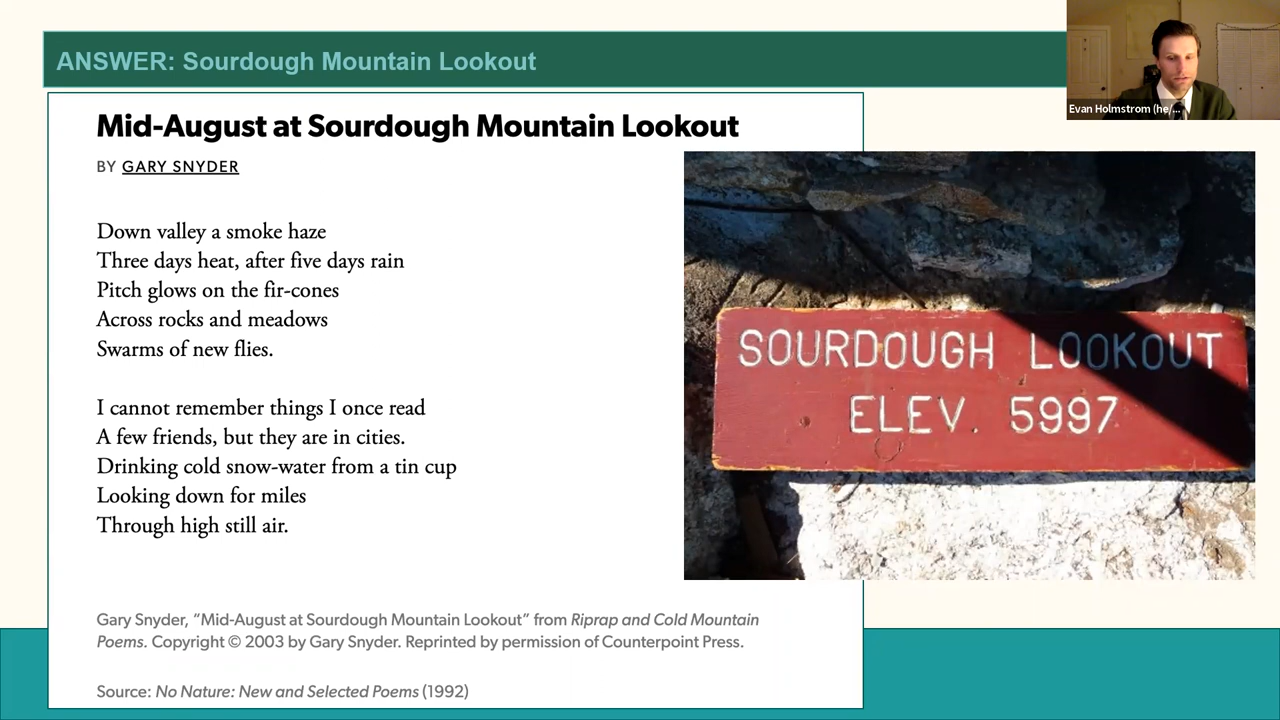 ANSWER: Sourdough Mountain Lookout
Evan Holmstrom (he/...
Mid-August at Sourdough Mountain Lookout
BY GARY SNYDER
Down valley a smoke haze
Three days heat, after five days rain
Pitch glows on the fir-cones
Across rocks and meadows
Swarms of new flies.
I cannot remember things I once read
A few friends, but they are in cities.
Drinking cold snow-water from a tin cup
Looking down for miles
Through high still air.
SOURDOUGH LOOKOUT
ELEV. 5997
Gary Snyder, “Mid-August at Sourdough Mountain Lookout” from Riprap and Cold Mountain
Poems. Copyright © 2003 by Gary Snyder. Reprinted by permission of Counterpoint Press.
Source: No Nature: New and Selected Poems (1992)